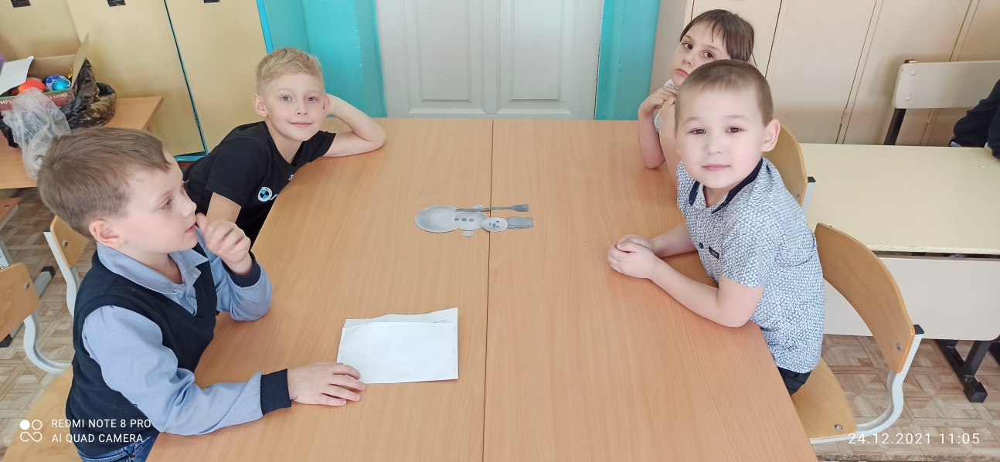 REDMI NOTE 8 PRO
AI QUAD CAMERA
24.12.2021 11:05